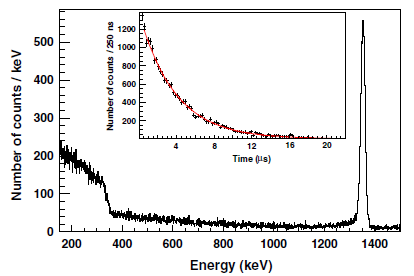 1200
1000
800
600
400
200
Number of counts / 250 ns
4 8 12 16 20
Time (μs)
500
400
300
200
100
0
Number of counts / keV
200 400 600 800 1000 1200 1400
Energy (keV)